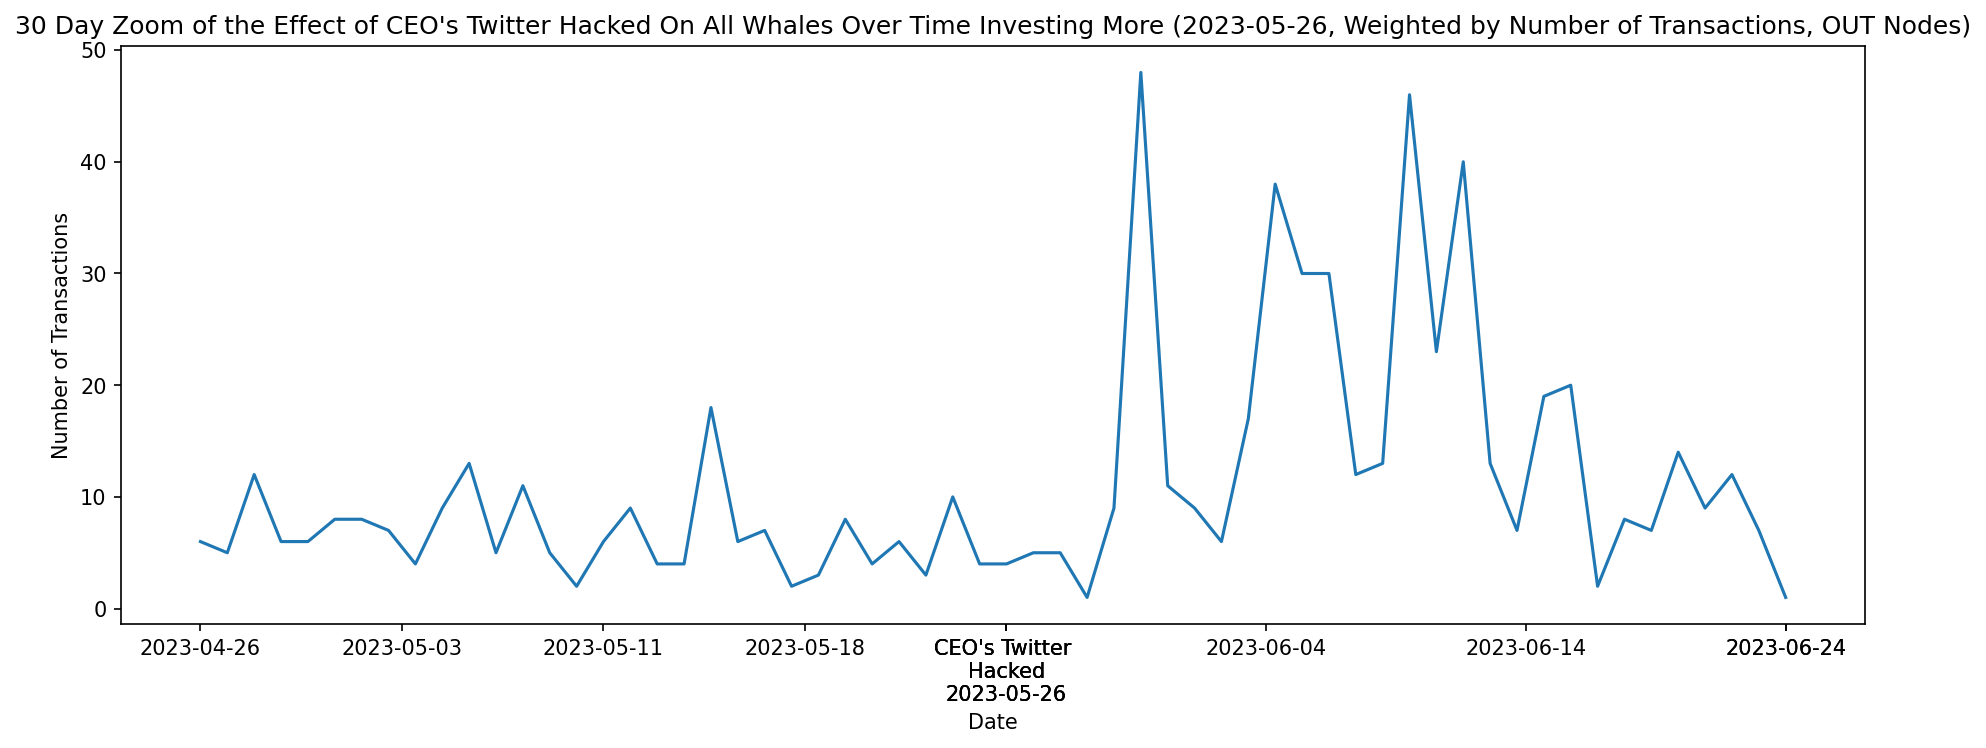 30 Day Zoom of the Effect of CEO's Twitter Hacked On All Whales Over Time Investing More (2023-05-26, Weighted by Number of Transactions, OUT Nodes)
50
40
30
20
10
0
Number of Transactions
2023-04-26
2023-05-03
2023-05-11
2023-05-18
CEO's Twitter
Hacked
2023-05-26
2023-06-04
2023-06-14
2023-06-24
Date